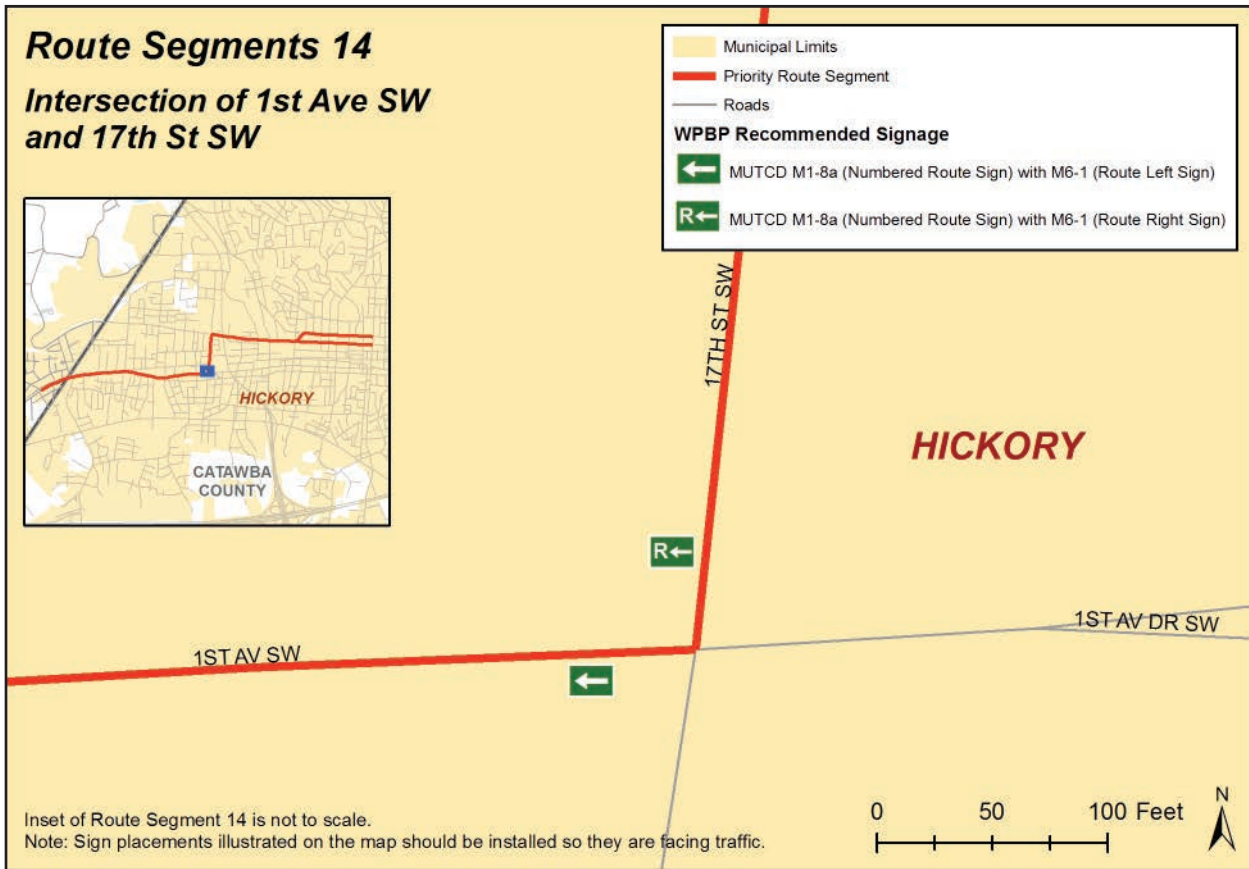 Route Segments 14
Intersection of 1st Ave SW
and 17th St SW
Municipal Limits
Priority Route Segment
Roads
WPBP Recommended Signage
MUTCD M1-8a (Numbered Route Sign) with M6-1 (Route Left Sign)
R MUTCD M1-8a (Numbered Route Sign) with M6-1 (Route Right Sign)
HICKORY
CATAWBA
COUNTY
17TH ST SW
HICKORY
R
1ST AV DR SW
1ST AV SW
Inset of Route Segment 14 is not to scale.
Note: Sign placements illustrated on the map should be installed so they are facing traffic.
0 50 100 Feet
N